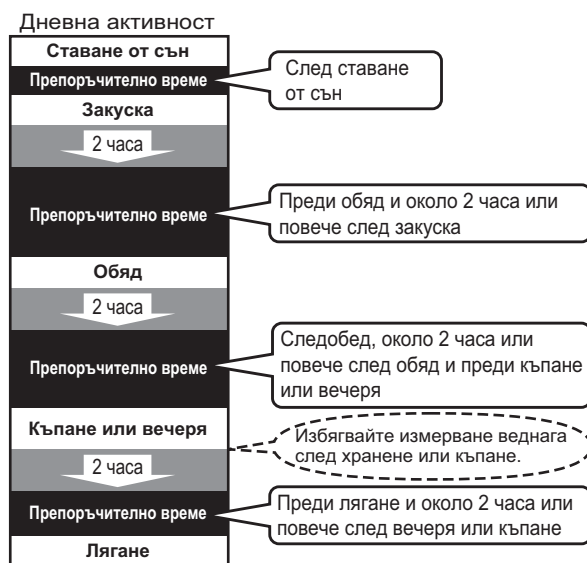 Дневна активност
Ставане от сън
Препоръчително време
След ставане
от сън
Закуска
2 часа
Препоръчително време
Преди обяд и около 2 часа или
повече след закуска
Обяд
2 часа
Препоръчително време
Следобед, около 2 часа или
повече след обяд и преди къпане
или вечеря
Къпане или вечеря
Избягвайте измерване веднага
след хранене или къпане.
2 часа
Препоръчително време
Преди лягане и около 2 часа или
повече след вечеря или къпане
Лягане